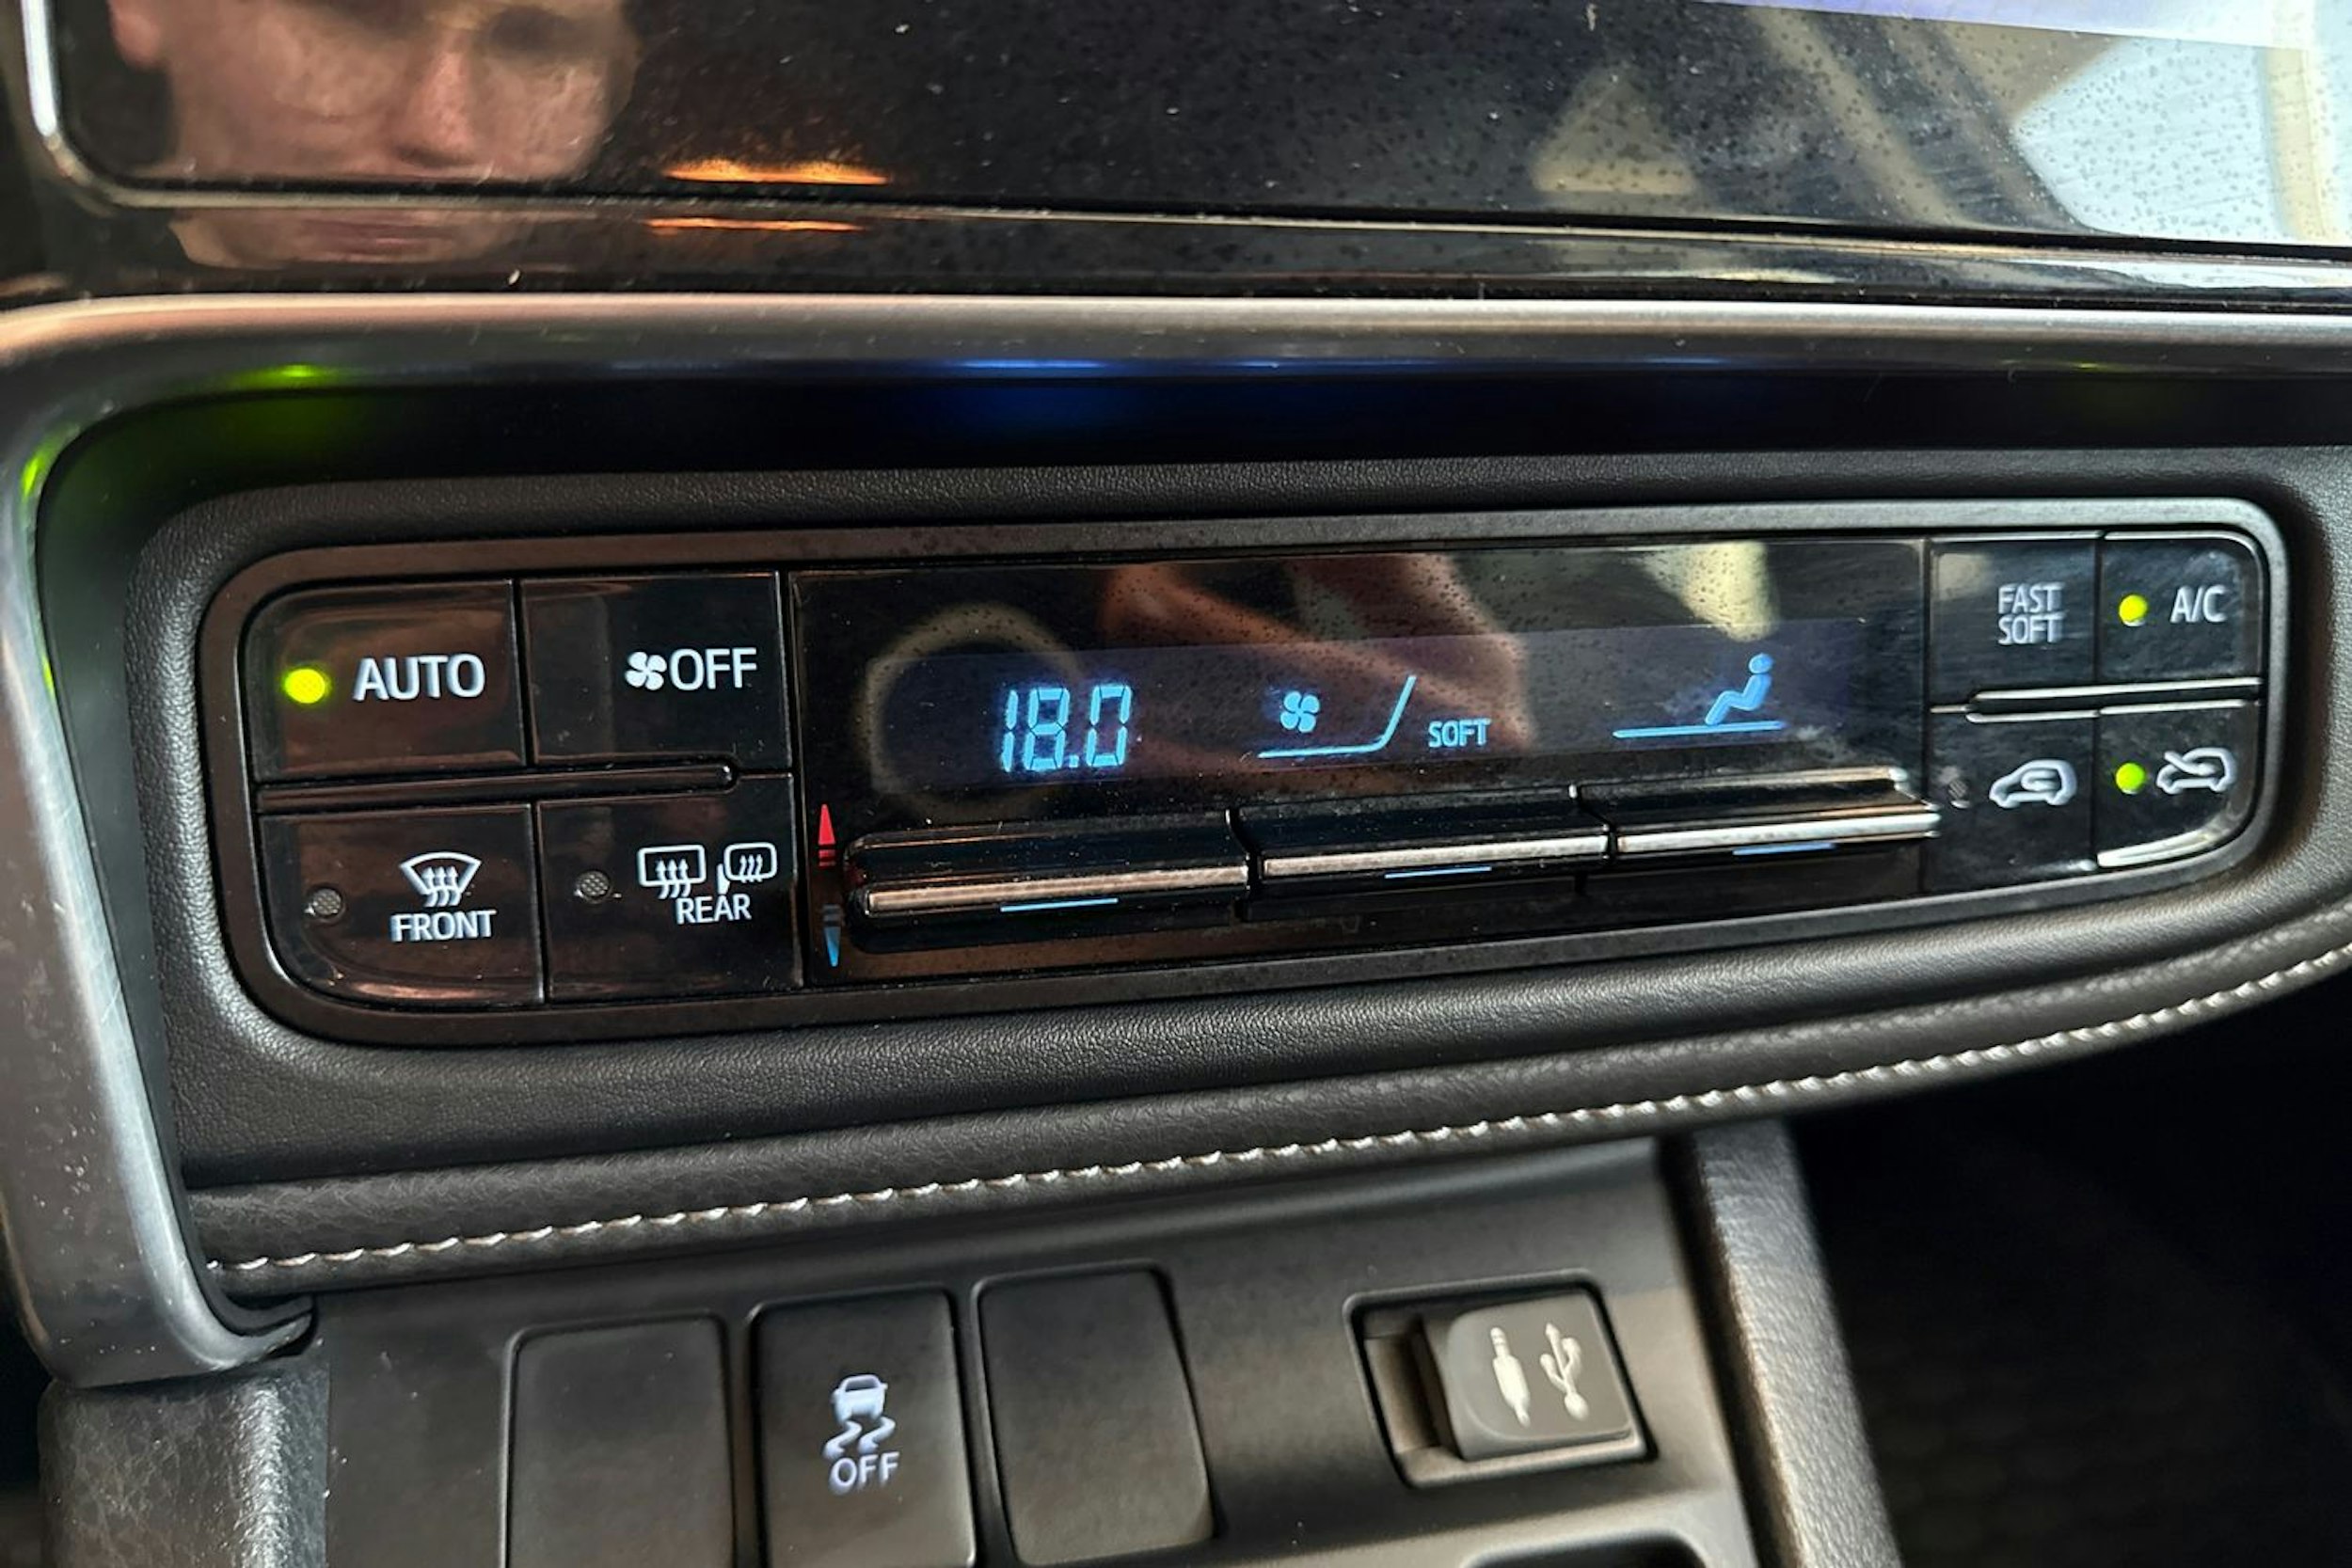 AUTO
OFF
18.0
SOFT
FAST
SOFT
A/C
FRONT
REAR
OFF